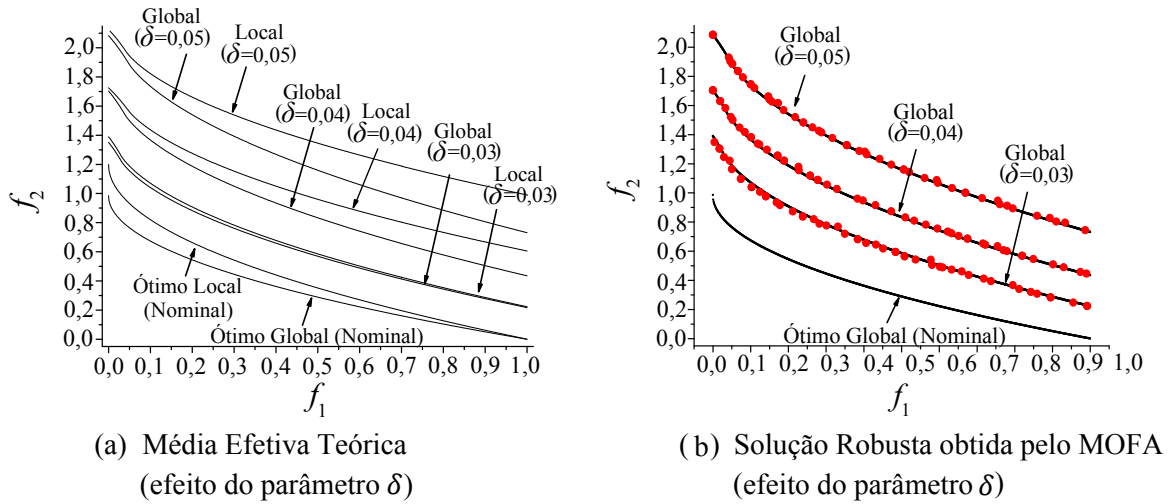 Global
(δ=0,05)
Local
(δ=0,05)
Global
(δ=0,04)
Local
(δ=0,04)
Global
(δ=0,03)
Local
(δ=0,03)
Ótimo Local
(Nominal)
Ótimo Global (Nominal)
2,0
1,8
1,6
1,4
1,2
1,0
0,8
0,6
0,4
0,2
0,0
f2
0,0 0,1 0,2 0,3 0,4 0,5 0,6 0,7 0,8 0,9 1,0
f1
(a) Média Efetiva Teórica
(efeito do parâmetro δ)
Global
(δ=0,05)
Global
(δ=0,04)
Global
(δ=0,03)
Ótimo Global (Nominal)
2,0
1,8
1,6
1,4
1,2
1,0
0,8
0,6
0,4
0,2
0,0
f2
0,0 0,1 0,2 0,3 0,4 0,5 0,6 0,7 0,8 0,9 1,0
f1
(b) Solução Robusta obtida pelo MOFA
(efeito do parâmetro δ)